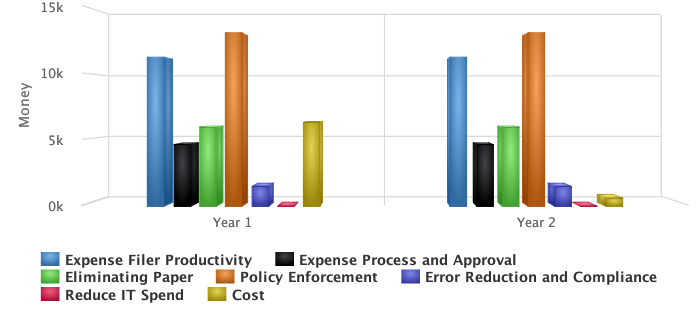 15k
10k
5k
0k
Money
Year 1
Year 2
Expense Filer Productivity
Expense Process and Approval
Eliminating Paper
Policy Enforcement
Error Reduction and Compliance
Reduce IT Spend
Cost